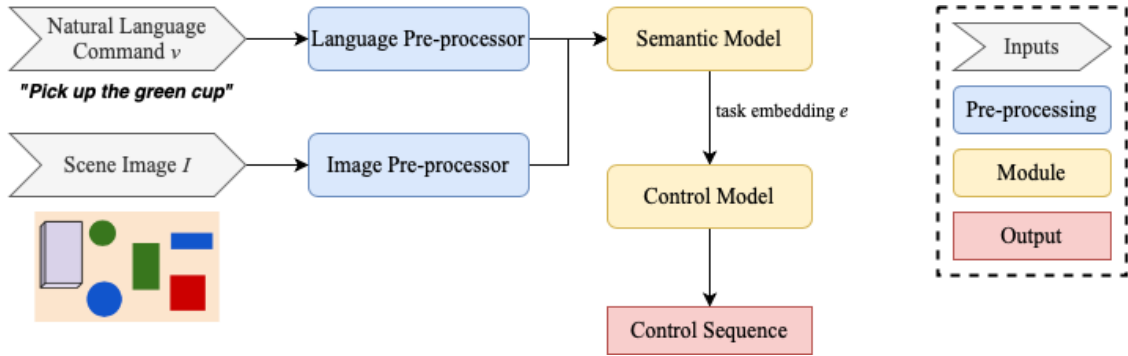 Natural Language
Command v
Language Pre-processor
Semantic Model
"Pick up the green cup"
task embedding e
Scene Image I
Image Pre-processor
Control Model
Control Sequence
Inputs
Pre-processing
Module
Output